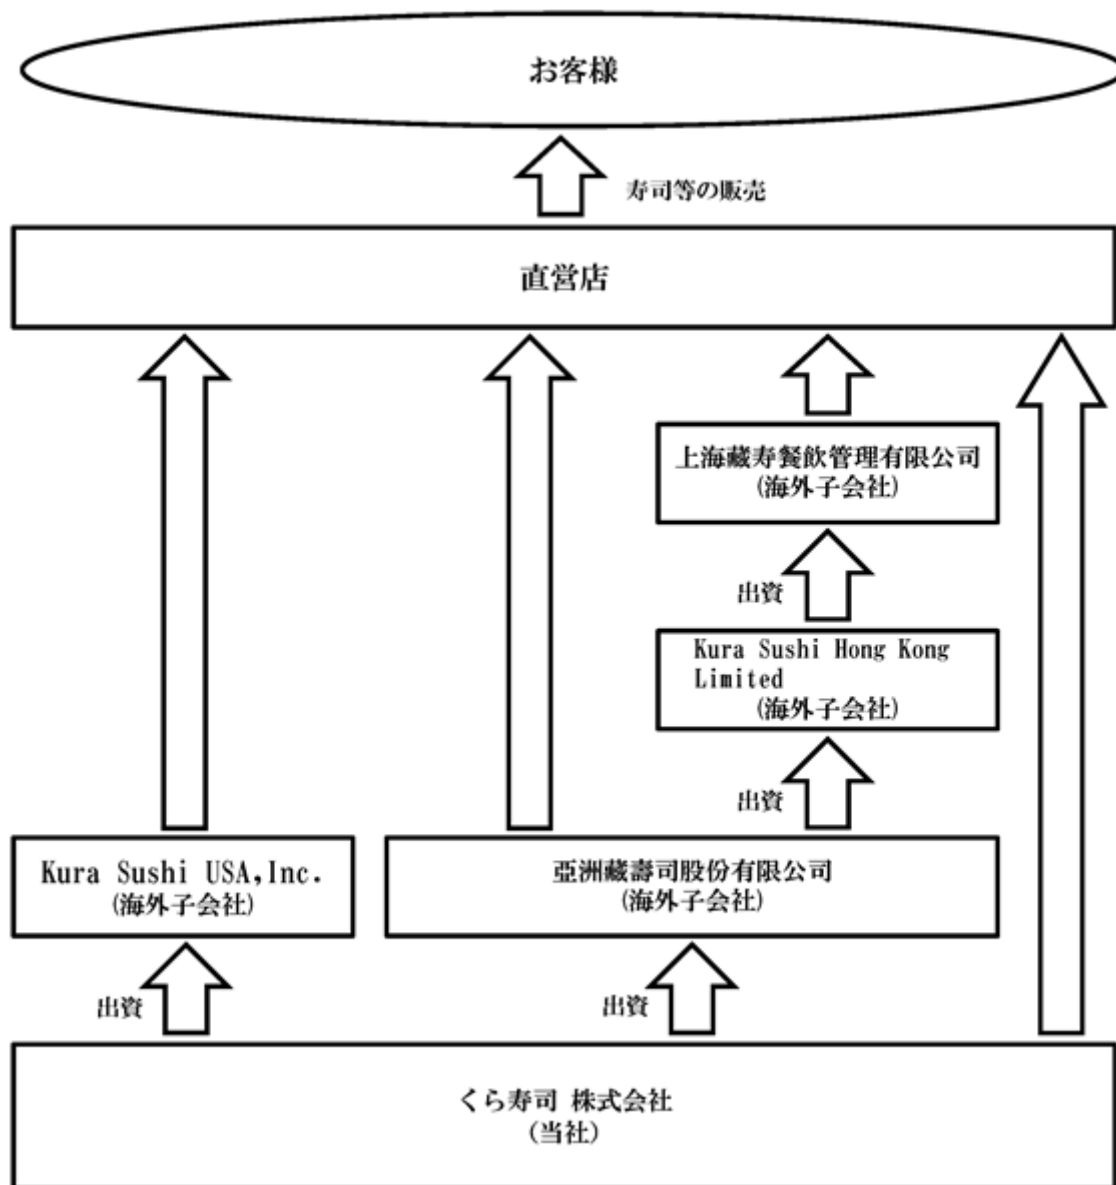 お客様
寿司等の販売
直営店
上海藏寿餐飲管理有限公司
(海外子会社)
出資
Kura Sushi Hong Kong
Limited
(海外子会社)
出資
Kura Sushi USA,Inc.
(海外子会社)
亞洲藏壽司股份有限公司
(海外子会社)
出資
出資
くら寿司 株式会社
(当社)